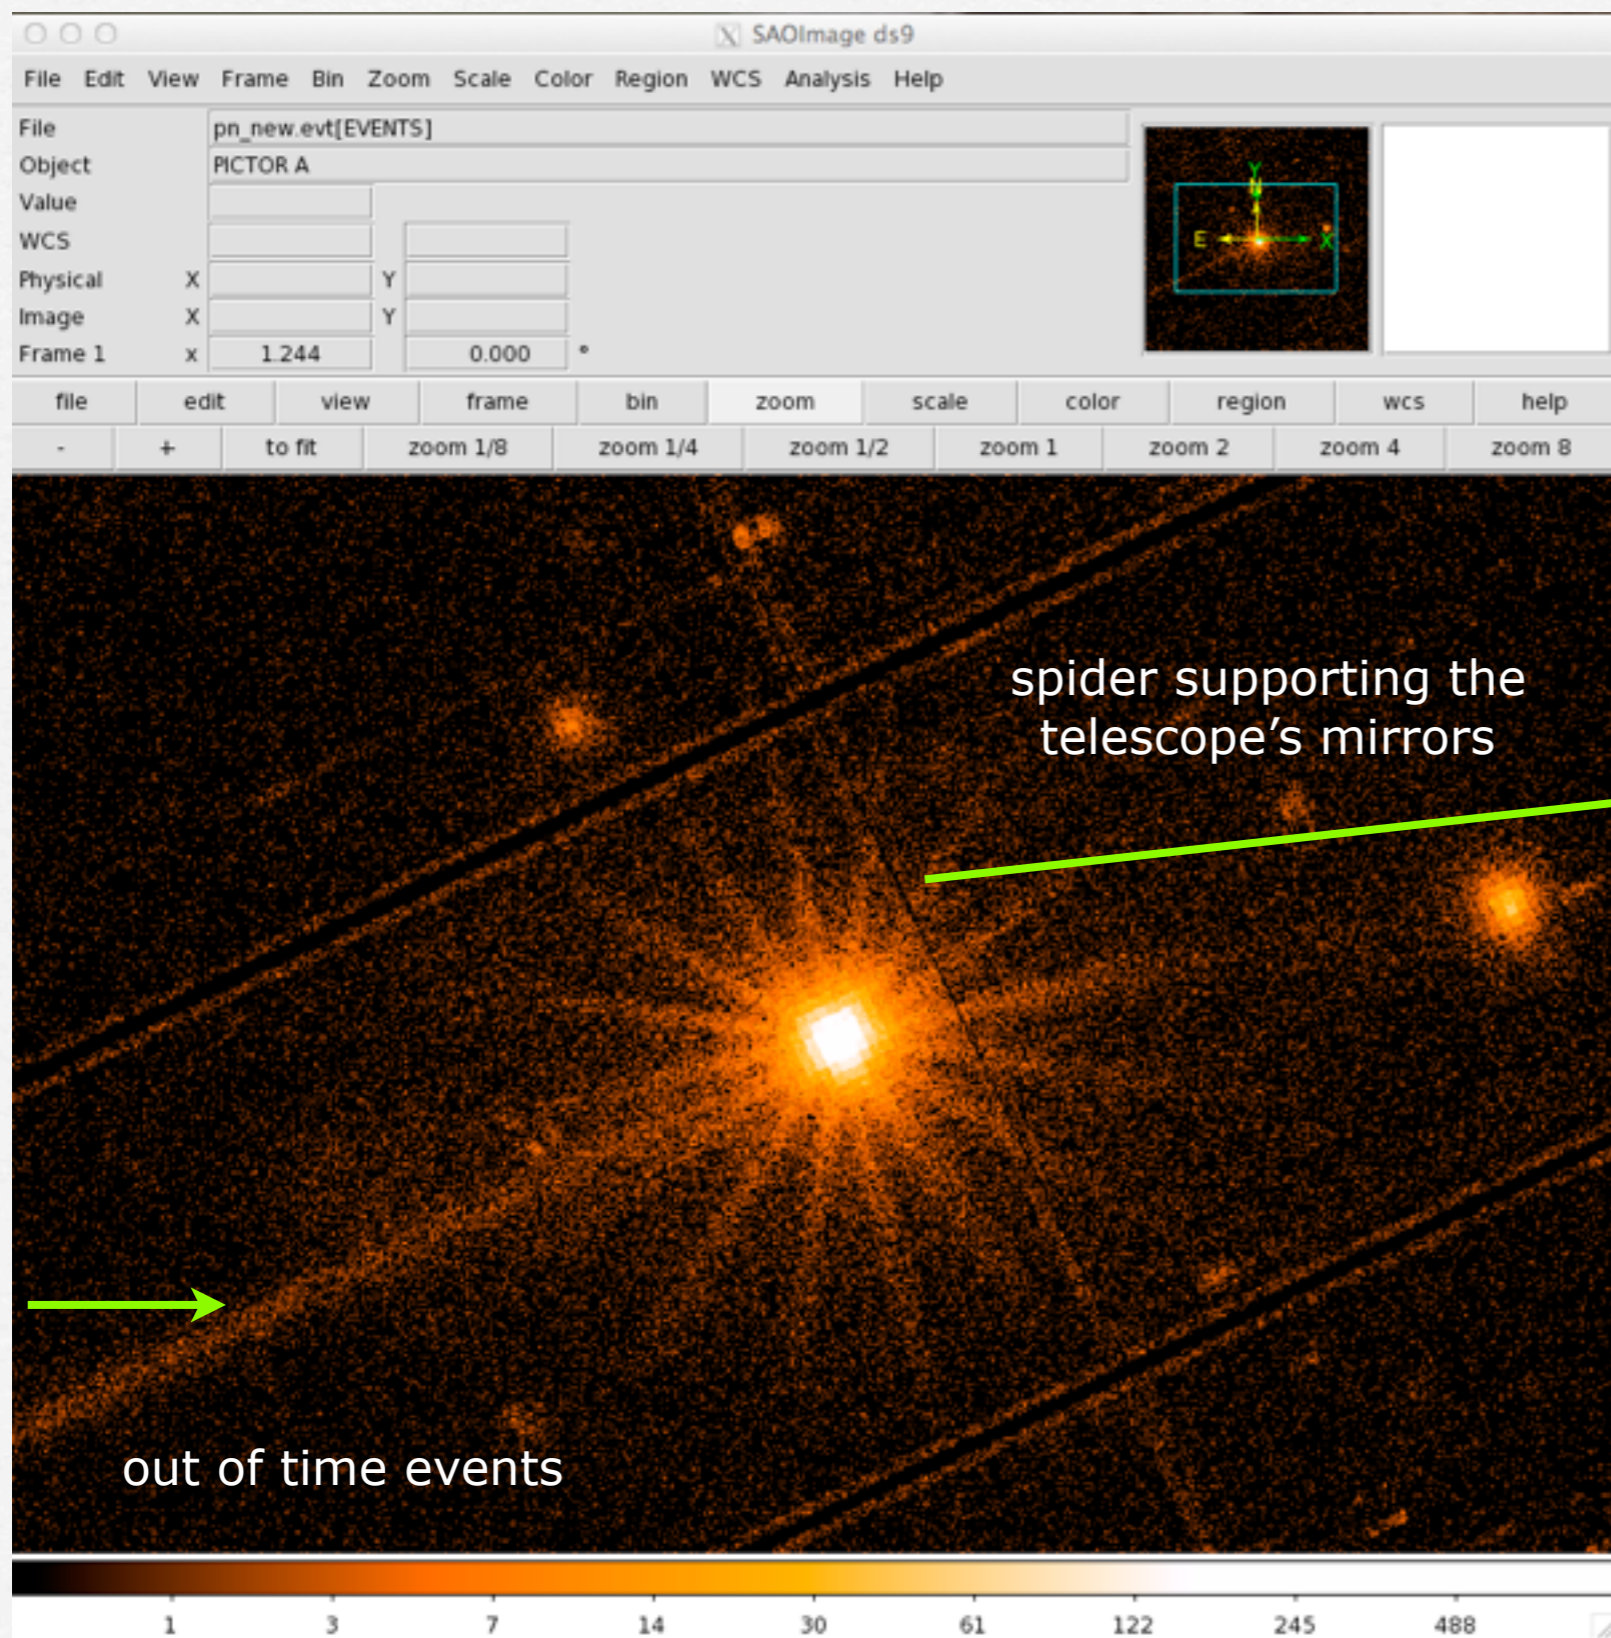 SAOImage ds9
File Edit View Frame Bin Zoom Scale Color Region WCS Analysis Help
File pn_new.evt[EVENTS]
Object PICTOR A
Value
WCS
Physical X Y
Image X Y
Frame 1 x 1.244 0.000 °
Y
N
E X
file edit view frame bin zoom scale color region wcs help
- + to fit zoom 1/8 zoom 1/4 zoom 1/2 zoom 1 zoom 2 zoom 4 zoom 8
spider supporting the
telescope’s mirrors
out of time events
1 3 7 14 30 61 122 245 488